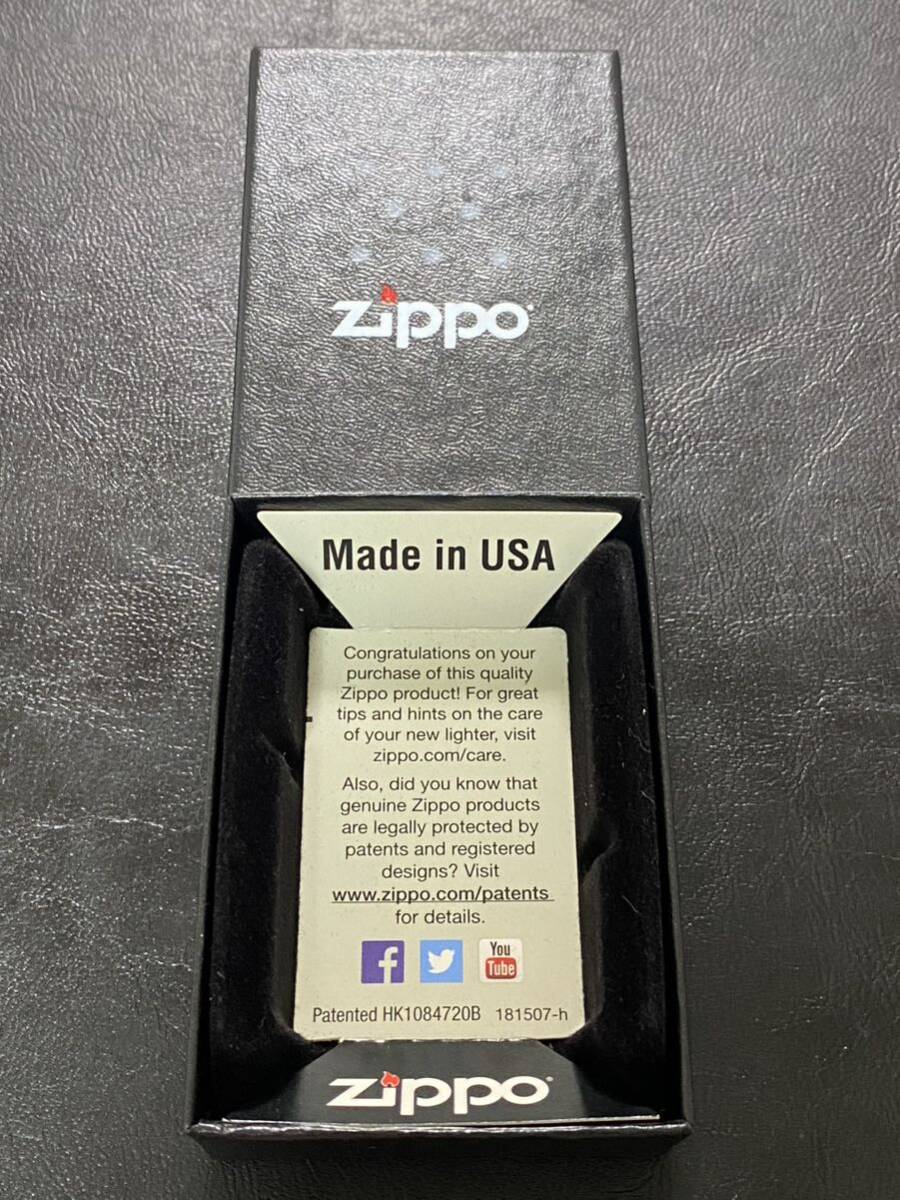 zippo
Made in USA
Congratulations on your
purchase of this quality
Zippo product! For great
tips and hints on the care
of your new lighter, visit
zippo.com/care.
Also, did you know that
genuine Zippo products
are legally protected by
patents and registered
designs? Visit
www.zippo.com/patents
for details.
f
You
Tube
Patented HK1084720B 181507-h
zippo